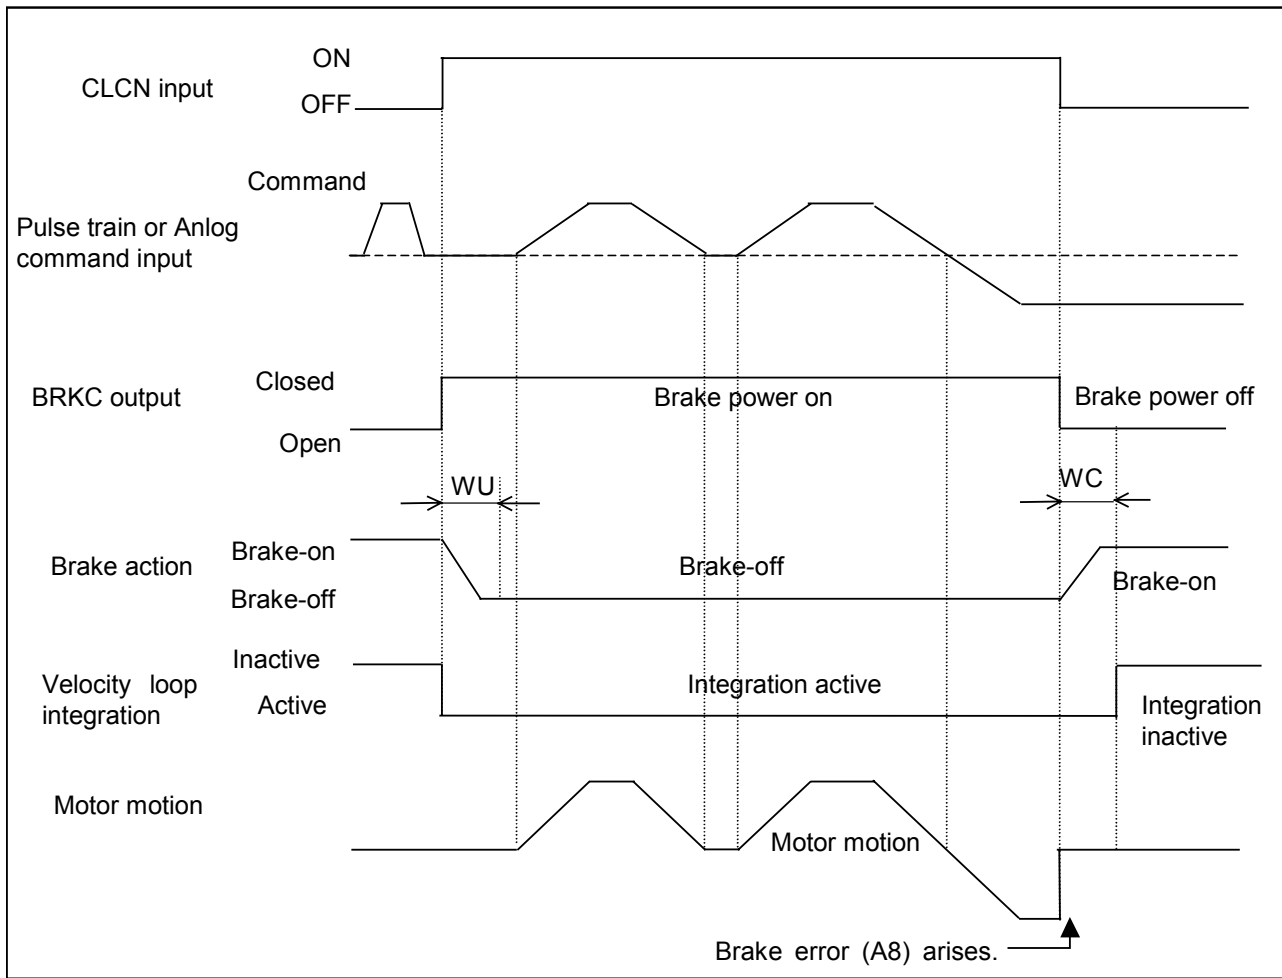 ON
CLCN input
OFF
Command
Pulse train or Anlog
command input
Closed
BRKC output
Brake power on
Brake power off
Open
WU
WC
Brake-on
Brake action
Brake-off
Brake-off
Brake-on
Inactive
Velocity loop
integration
Active
Integration active
Integration
inactive
Motor motion
Motor motion
Brake error (A8) arises.